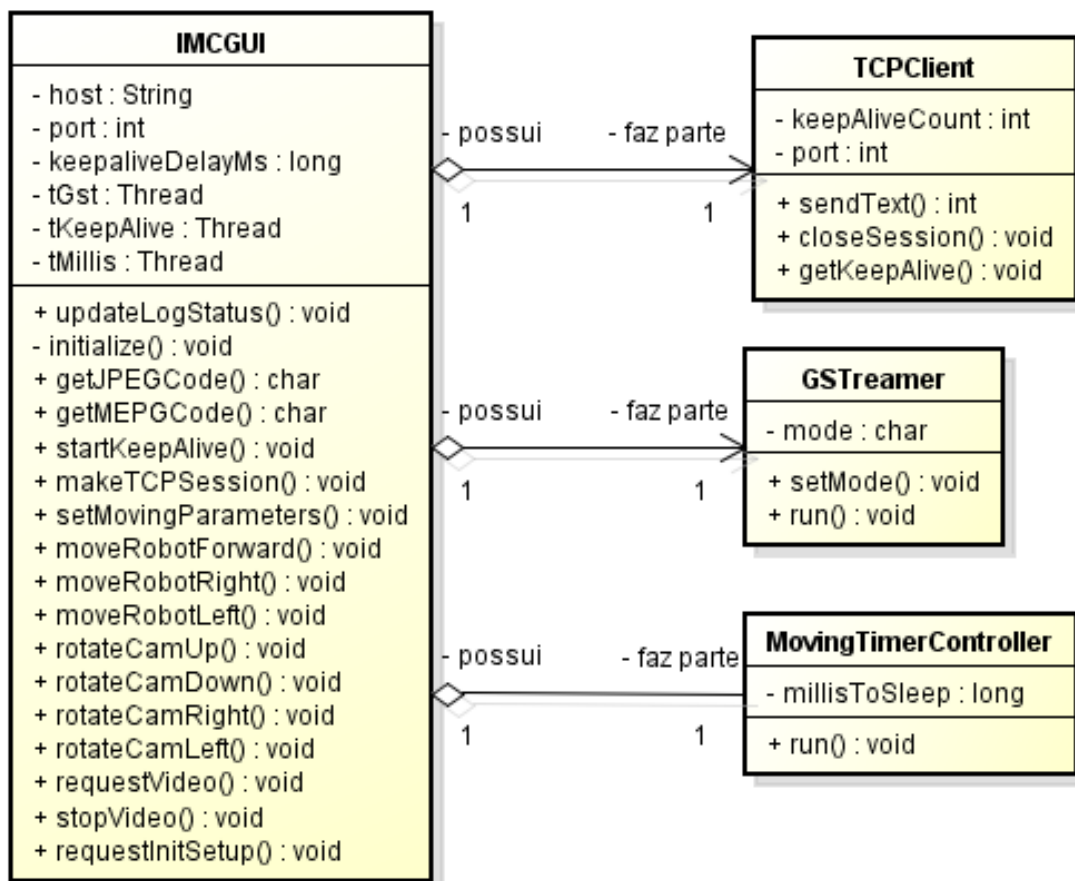 IMCGUI
- host : String
- port : int
- keepaliveDelayMs : long
- tGst : Thread
- tKeepAlive : Thread
- tMillis : Thread
+ updateLogStatus() : void
- initialize() : void
+ getJPEGCode() : char
+ getMEPGCode() : char
+ startKeepAlive() : void
+ makeTCPSession() : void
+ setMovingParameters() : void
+ moveRobotForward() : void
+ moveRobotRight() : void
+ moveRobotLeft() : void
+ rotateCamUp() : void
+ rotateCamDown() : void
+ rotateCamRight() : void
+ rotateCamLeft() : void
+ requestVideo() : void
+ stopVideo() : void
+ requestInitSetup() : void
- possui - faz parte
1 1
TCPClient
- keepAliveCount : int
- port : int
+ sendText() : int
+ closeSession() : void
+ getKeepAlive() : void
- possui - faz parte
1 1
GSTreamer
- mode : char
+ setMode() : void
+ run() : void
- possui - faz parte
1 1
MovingTimerController
- millisToSleep : long
+ run() : void